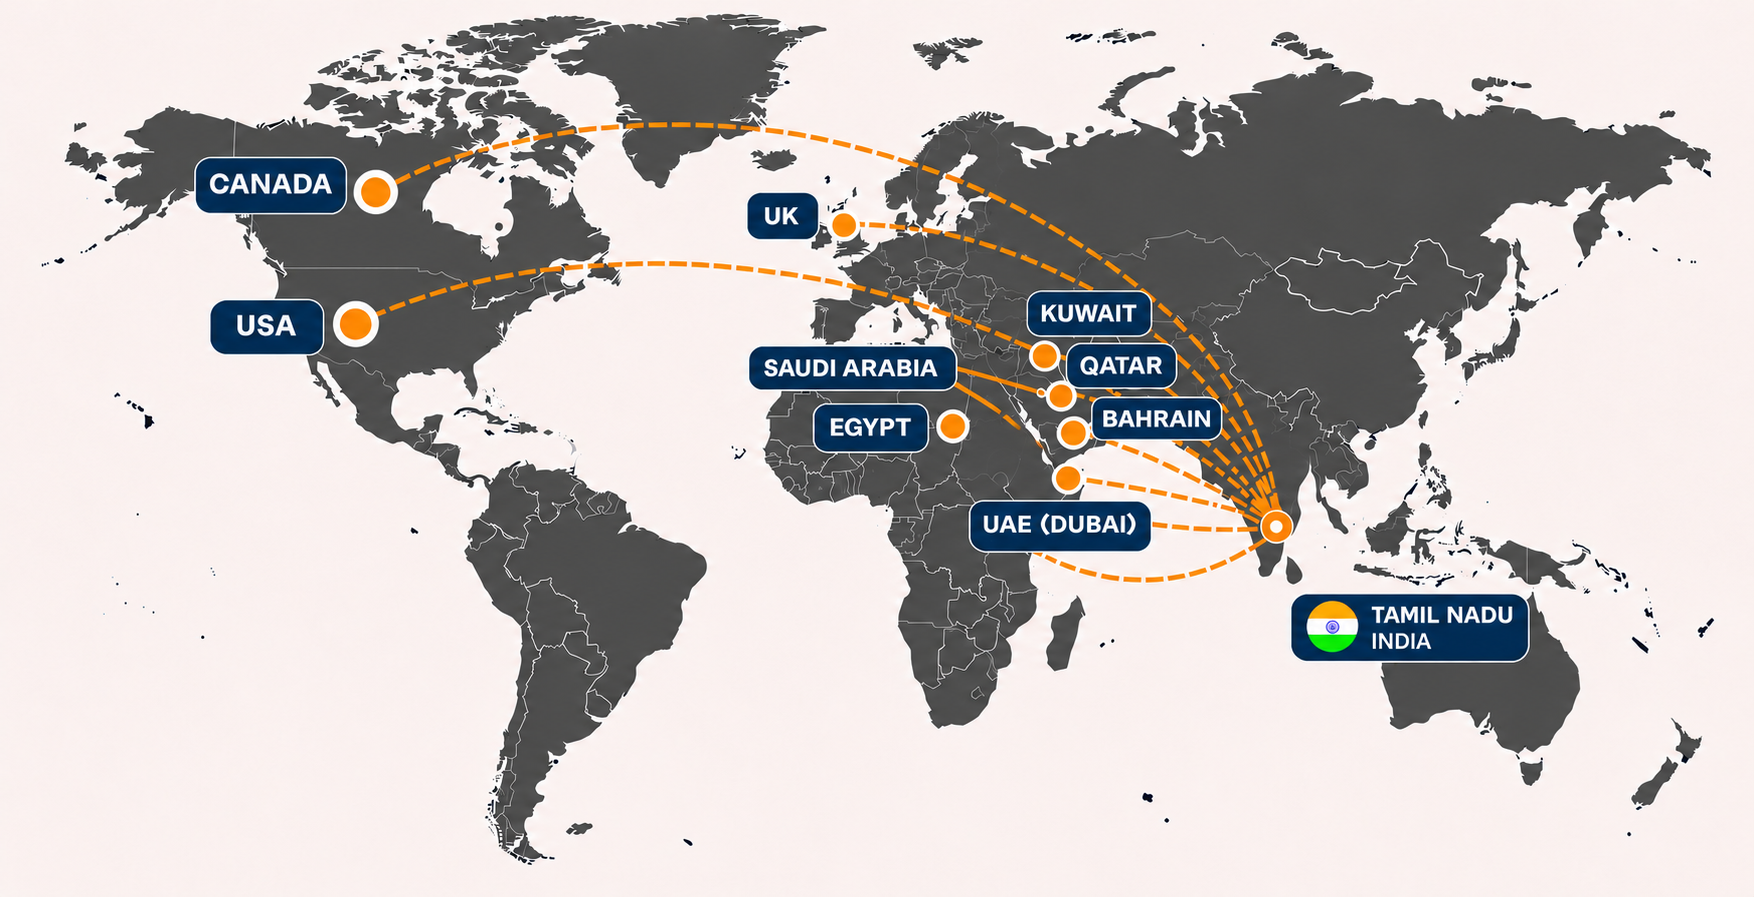 CANADA
UK
USA
KUWAIT
SAUDI ARABIA
QATAR
EGYPT
BAHRAIN
UAE (DUBAI)
TAMIL NADU
INDIA